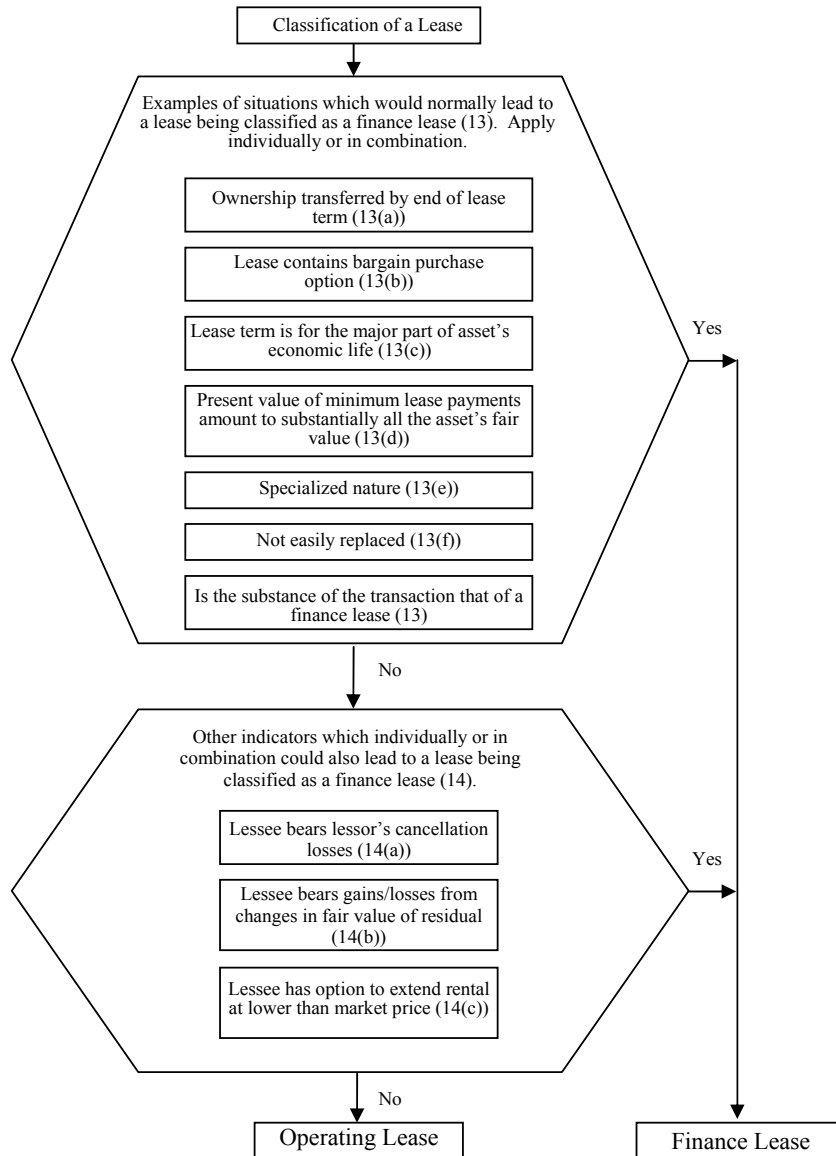 Classification of a Lease
Examples of situations which would normally lead to
a lease being classified as a finance lease (13).  Apply
individually or in combination.
Ownership transferred by end of lease
term (13(a))
Lease contains bargain purchase
option (13(b))
Lease term is for the major part of asset's
economic life (13(c))
Yes
Present value of minimum lease payments
amount to substantially all the asset's fair
value (13(d))
Specialized nature (13(e))
Not easily replaced (13(f))
Is the substance of the transaction that of a
finance lease (13)
No
Other indicators which individually or in
combination could also lead to a lease being
classified as a finance lease (14).
Lessee bears lessor's cancellation
losses (14(a))
Yes
Lessee bears gains/losses from
changes in fair value of residual
(14(b))
Lessee has option to extend rental
at lower than market price (14(c))
No
Operating Lease
Finance Lease